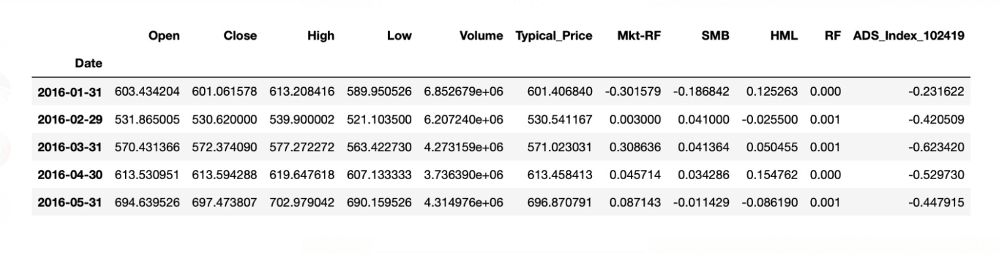 Open Close High Low Volume Typical_Price Mkt-RF SMB HML RF ADS_Index_102419
Date
2016-01-31 603.434204 601.061578 613.208416 589.950526 6.852679e+06 601.406840 -0.301579 -0.186842 0.125263 0.000 -0.231622
2016-02-29 531.865005 530.620000 539.900002 521.103500 6.207240e+06 530.541167 0.003000 0.041000 -0.025500 0.001 -0.420509
2016-03-31 570.431366 572.374090 577.272272 563.422730 4.273159e+06 571.023031 0.308636 0.041364 0.050455 0.001 -0.623420
2016-04-30 613.530951 613.594288 619.647618 607.133333 3.736390e+06 613.458413 0.045714 0.034286 0.154762 0.000 -0.529730
2016-05-31 694.639526 697.473807 702.979042 690.159526 4.314976e+06 696.870791 0.087143 -0.011429 -0.086190 0.001 -0.447915